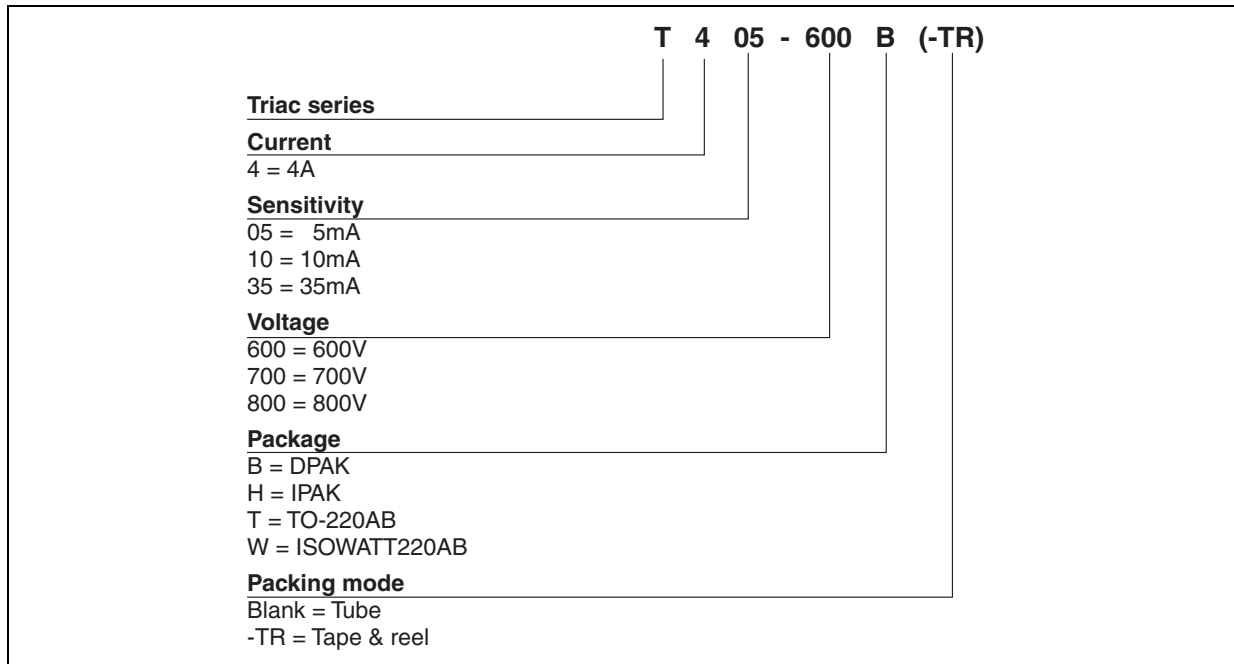 T 4 05 - 600 B (-TR)
Triac series
Current
4 = 4A
Sensitivity
05 = 5mA
10 = 10mA
35 = 35mA
Voltage
600 = 600V
700 = 700V
800 = 800V
Package
B = DPAK
H = IPAK
T = TO-220AB
W = ISOWATT220AB
Packing mode
Blank = Tube
-TR = Tape & reel